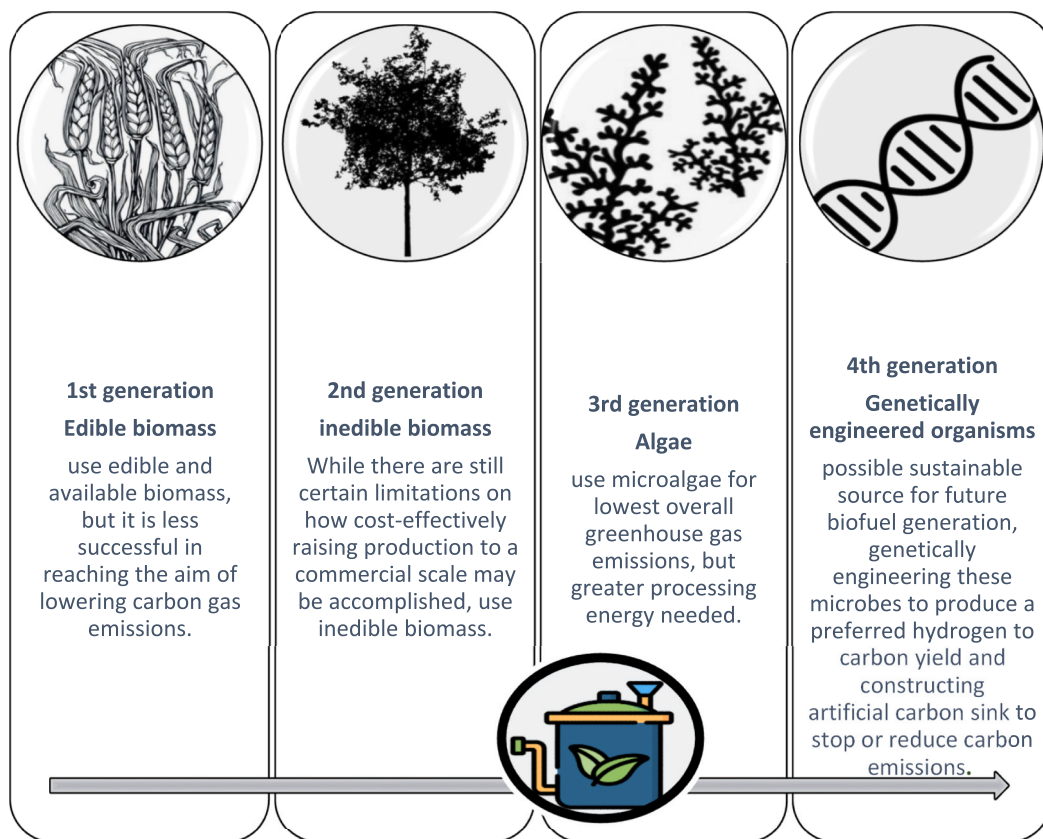 1st generation
Edible biomass
use edible and
available biomass,
but it is less
successful in
reaching the aim of
lowering carbon gas
emissions.
2nd generation
inedible biomass
While there are still
certain limitations on
how cost-effectively
raising production to a
commercial scale may
be accomplished, use
inedible biomass.
3rd generation
Algae
use microalgae for
lowest overall
greenhouse gas
emissions, but
greater processing
energy needed.
4th generation
Genetically
engineered organisms
possible sustainable
source for future
biofuel generation,
genetically
engineering these
microbes to produce a
preferred hydrogen to
carbon yield and
constructing
artificial carbon sink to
stop or reduce carbon
emissions.